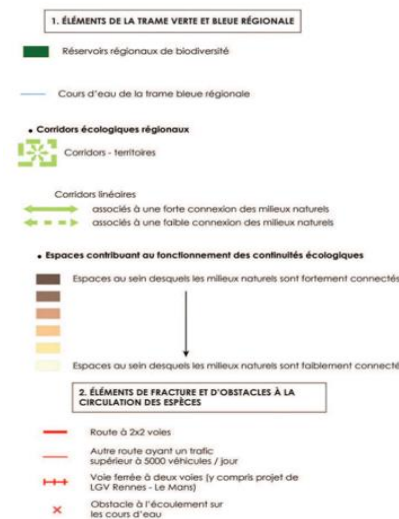 1. ÉLÉMENTS DE LA TRAME VERTE ET BLEUE RÉGIONALE
Réservoirs régionaux de biodiversité
Cours d'eau de la trame bleue régionale
• Corridors écologiques régionaux
Corridors - territoires
Corridors linéaires
associés à une forte connexion des milieux naturels
associés à une faible connexion des milieux naturels
• Espaces contribuant au fonctionnement des continuités écologiques
Espaces au sein desquels les milieux naturels sont fortement connectés
Espaces au sein desquels les milieux naturels sont faiblement connecté
2. ÉLÉMENTS DE FRACTURE ET D'OBSTACLES À LA
CIRCULATION DES ESPÈCES
Route à 2x2 voies
Autre route ayant un trafic
supérieur à 5000 véhicules / jour
Voie ferrée à deux voies (y compris projet de
LGV Rennes - Le Mans)
Obstacle à l'écoulement sur
les cours d'eau